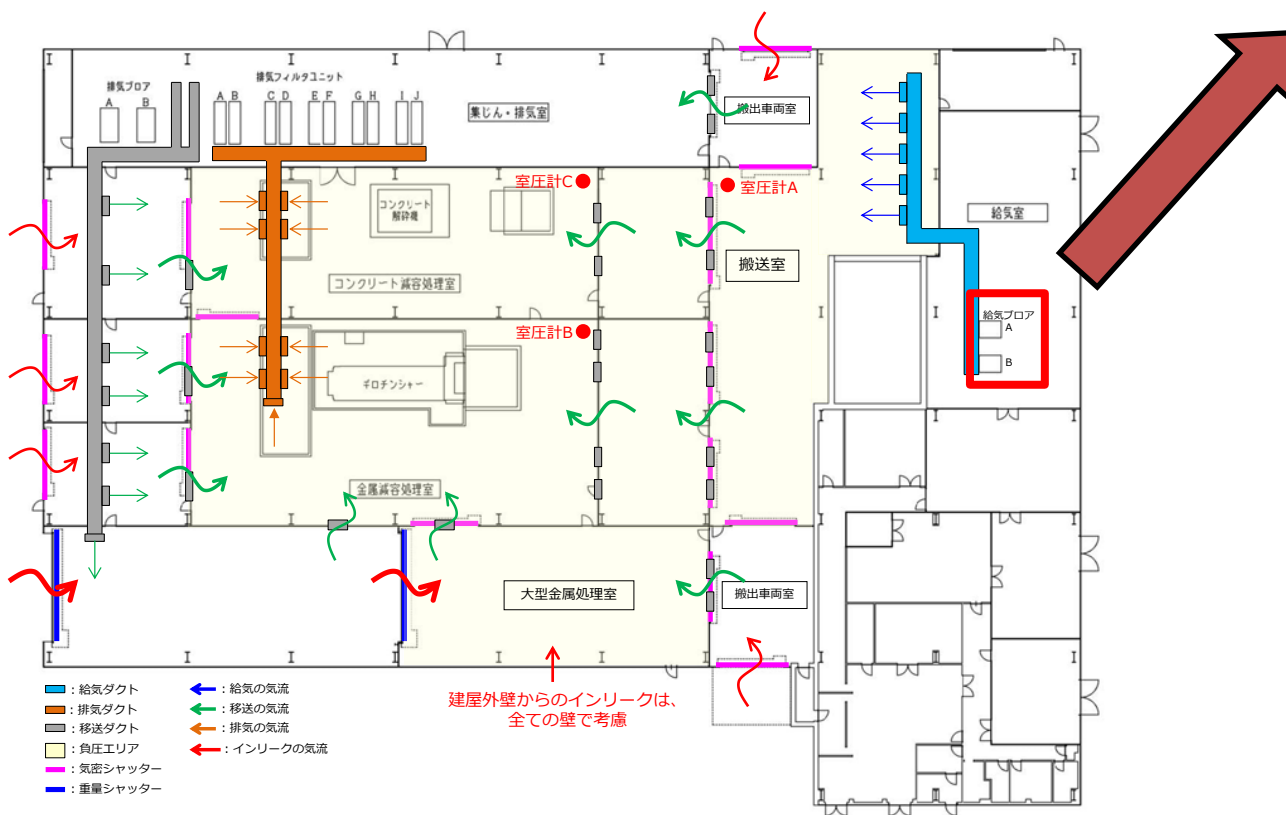 排気ブロア
A B
排気フィルタユニット
A B C D E F G H I J
集じん・排気室
搬出車両室
室圧計C
室圧計A
コンクリート
解砕機
給気室
搬送室
コンクリート減容処理室
室圧計B
給気ブロア
A
B
ギロチンシャー
金属減容処理室
大型金属処理室
搬出車両室
建屋外壁からのインリークは、
全ての壁で考慮
：給気ダクト
：排気ダクト
：移送ダクト
：負圧エリア
：気密シャッター
：重量シャッター
：給気の気流
：移送の気流
：排気の気流
：インリークの気流